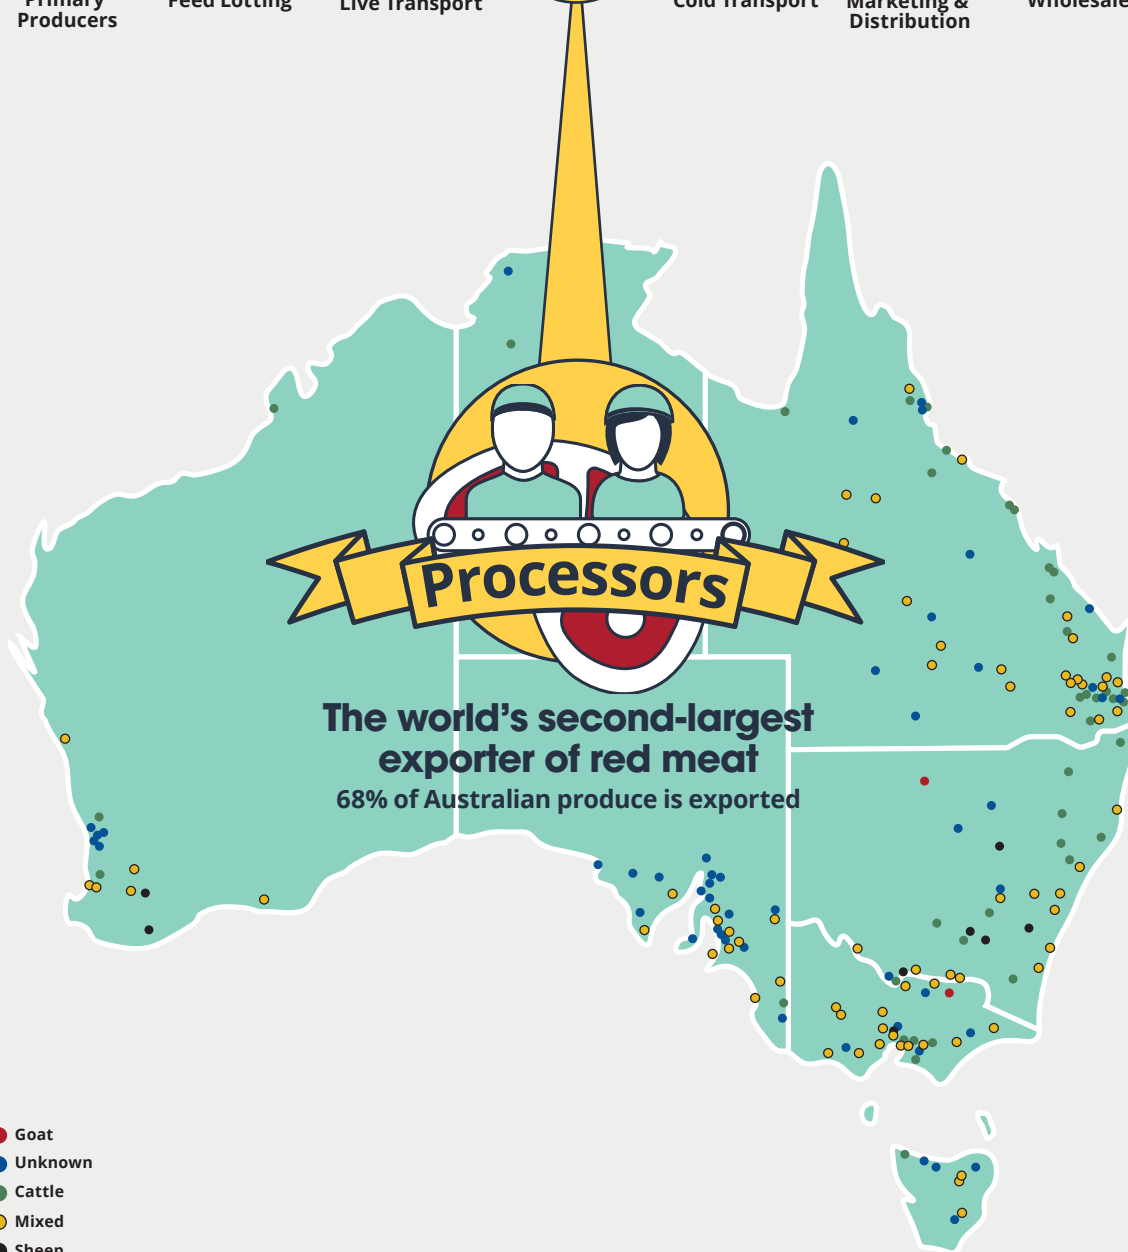 Primary
Producers
Feed Lotting
Live Transport
Cold Transport
Marketing &
Distribution
Wholesale
Processors
The world's second-largest
exporter of red meat
68% of Australian produce is exported
Goat
Unknown
Cattle
Mixed
Sheep